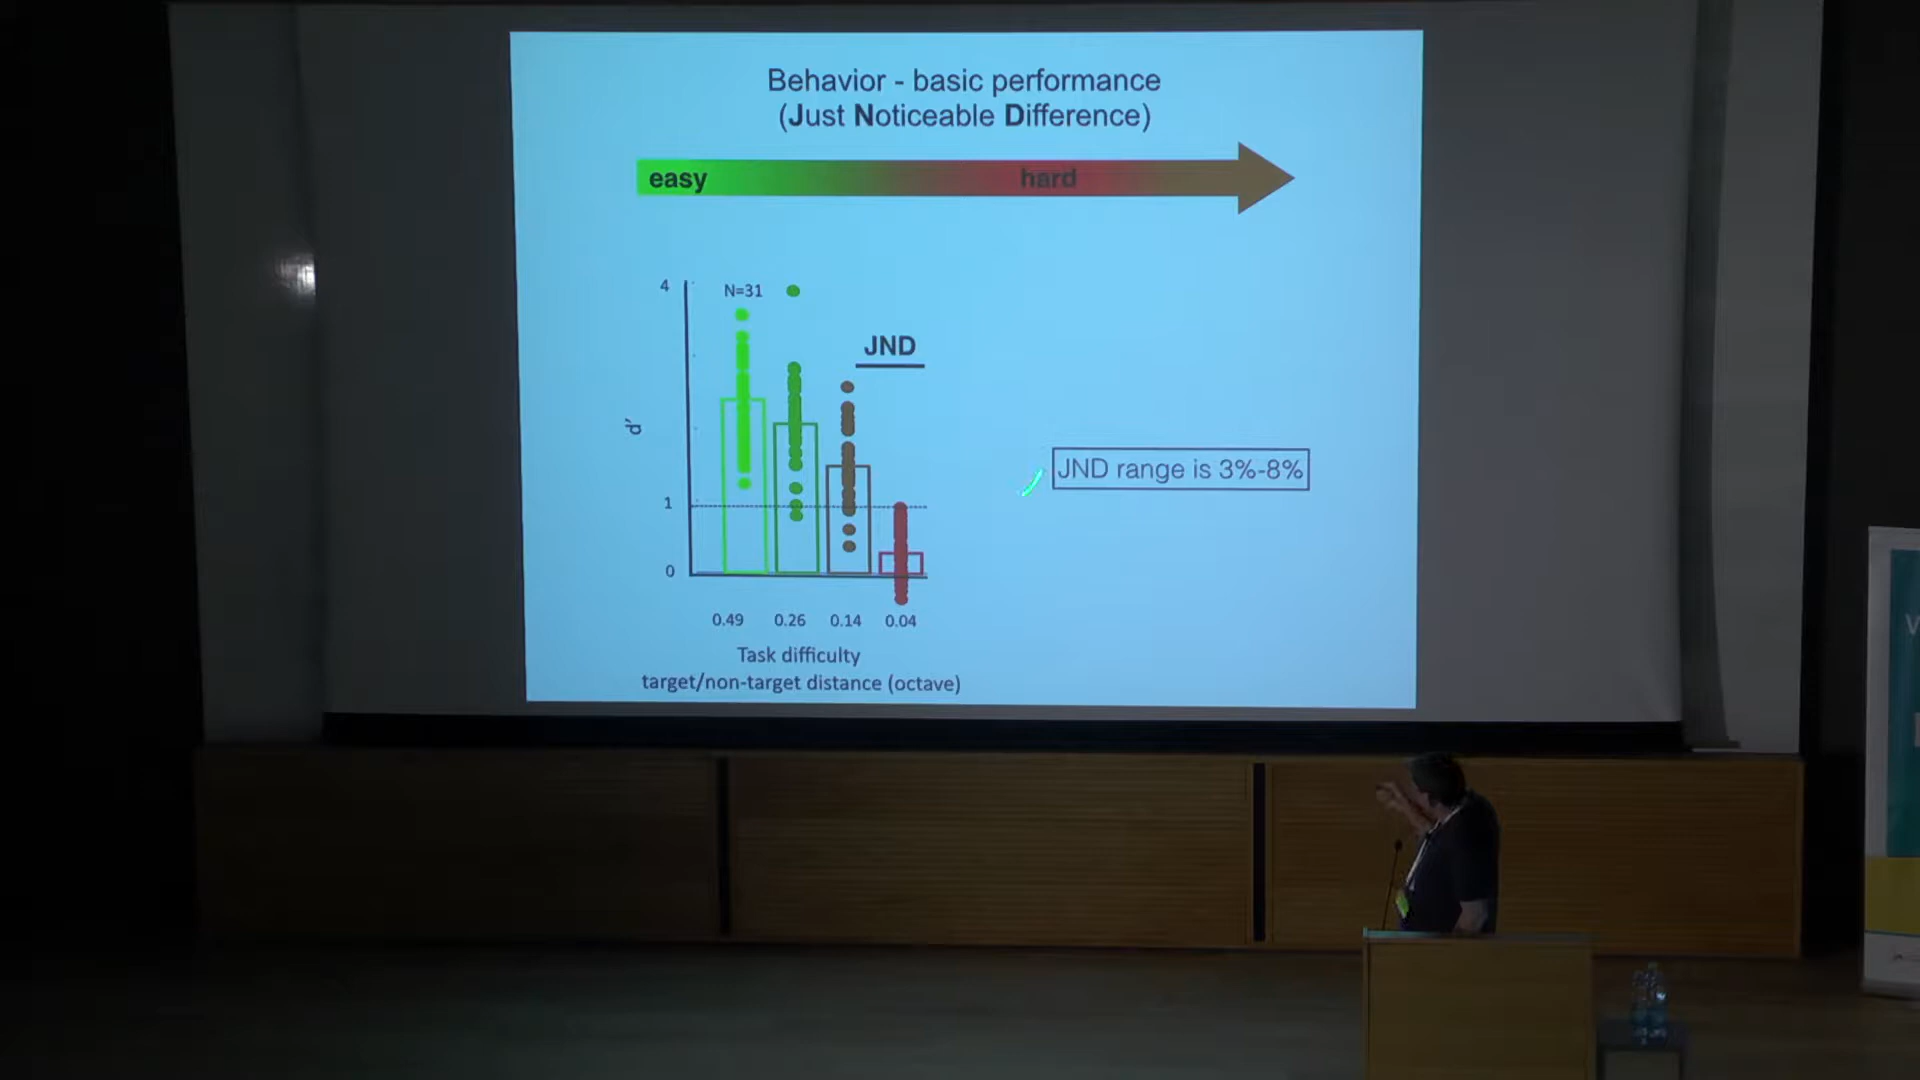 Behavior - basic performance
(Just Noticeable Difference)
easy
hard
4
N=31
JND
d'
JND range is 3%-8%
1
0
0.49 0.26 0.14 0.04
Task difficulty
target/non-target distance (octave)